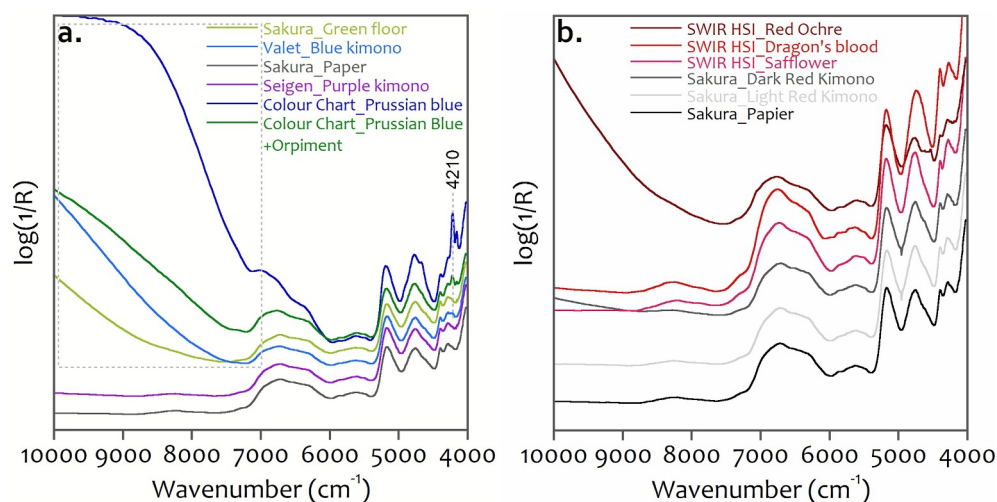 a.
Sakura_Green floor
Valet_Blue kimono
Sakura_Paper
Seigen_Purple kimono
Colour Chart_Prussian blue
Colour Chart_Prussian Blue
+Orpiment
4210
log(1/R)
10000 9000 8000 7000 6000 5000 4000
Wavenumber (cm⁻¹)
b.
SWIR HSI_Red Ochre
SWIR HSI_Dragon's blood
SWIR HSI_Safflower
Sakura_Dark Red Kimono
Sakura_Light Red Kimono
Sakura_Papier
log(1/R)
10000 9000 8000 7000 6000 5000 4000
Wavenumber (cm⁻¹)